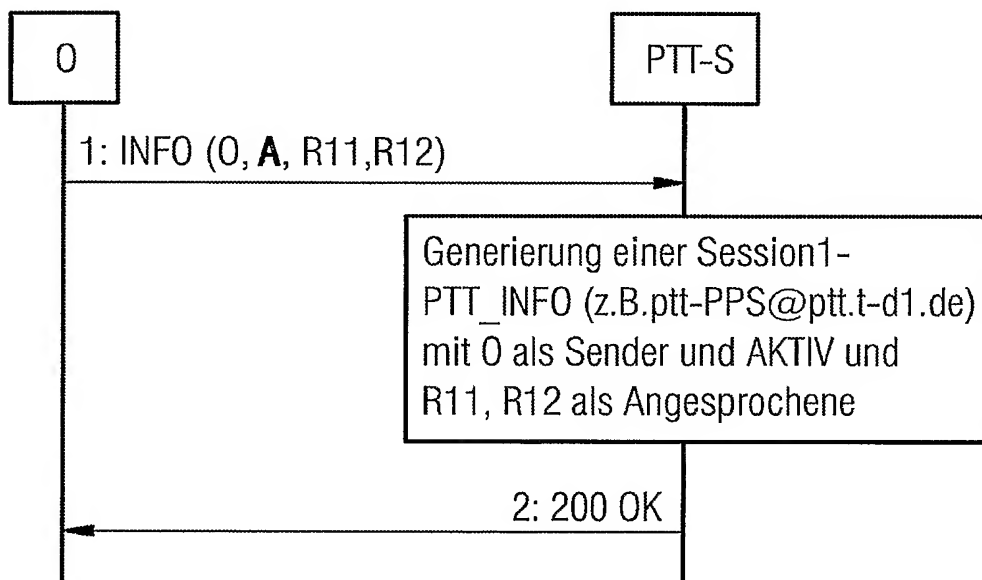 O
PTT-S
1: INFO (O, A, R11,R12)
Generierung einer Session1-
PTT_INFO (z.B.ptt-PPS@ptt.t-d1.de)
mit O als Sender und AKTIV und
R11, R12 als Angesprochene
2: 200 OK